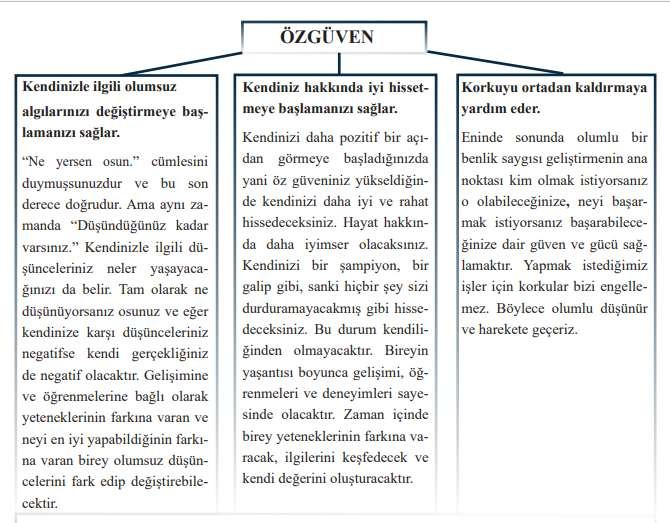 ÖZGÜVEN
Kendinizle ilgili olumsuz
algılarınızı değiştirmeye baş-
lamanızı sağlar.
“Ne yersen osun.” cümlesini
duymuşsunuzdur ve bu son
derece doğrudur. Ama aynı za-
manda “Düşündüğünüz kadar
varsınız.” Kendinizle ilgili dü-
şünceleriniz neler yaşayaca-
ğınızı da belir. Tam olarak ne
düşünüyorsanız osunuz ve eğer
kendinize karşı düşünceleriniz
negatifse kendi gerçekliğiniz
de negatif olacaktır. Gelişimine
ve öğrenmelerine bağlı olarak
yeteneklerinin farkına varan ve
neyi en iyi yapabildiğinin farkı-
na varan birey olumsuz düşün-
celerini fark edip değiştirebile-
cektir.
Kendiniz hakkında iyi hisset-
meye başlamanızı sağlar.
Kendinizi daha pozitif bir açı-
dan görmeye başladığınızda
yani öz güveniniz yükseldiğin-
de kendinizi daha iyi ve rahat
hissedeceksiniz. Hayat hakkın-
da daha iyimser olacaksınız.
Kendinizi bir şampiyon, bir
galip gibi, sanki hiçbir şey sizi
durduramayacakmış gibi hisse-
deceksiniz. Bu durum kendili-
ğinden olmayacaktır. Bireyin
yaşantısı boyunca gelişimi, öğ-
renmeleri ve deneyimleri saye-
sinde olacaktır. Zaman içinde
birey yeteneklerinin farkına va-
racak, ilgilerini keşfedecek ve
kendi değerini oluşturacaktır.
Korkuyu ortadan kaldırmaya
yardım eder.
Eninde sonunda olumlu bir
benlik saygısı geliştirmenin ana
noktası kim olmak istiyorsanız
o olabileceğinize, neyi başar-
mak istiyorsanız başarabilece-
ğinize dair güven ve gücü sağ-
lamaktır. Yapmak istediğimiz
işler için korkular bizi engelle-
mez. Böylece olumlu düşünür
ve harekete geçeriz.